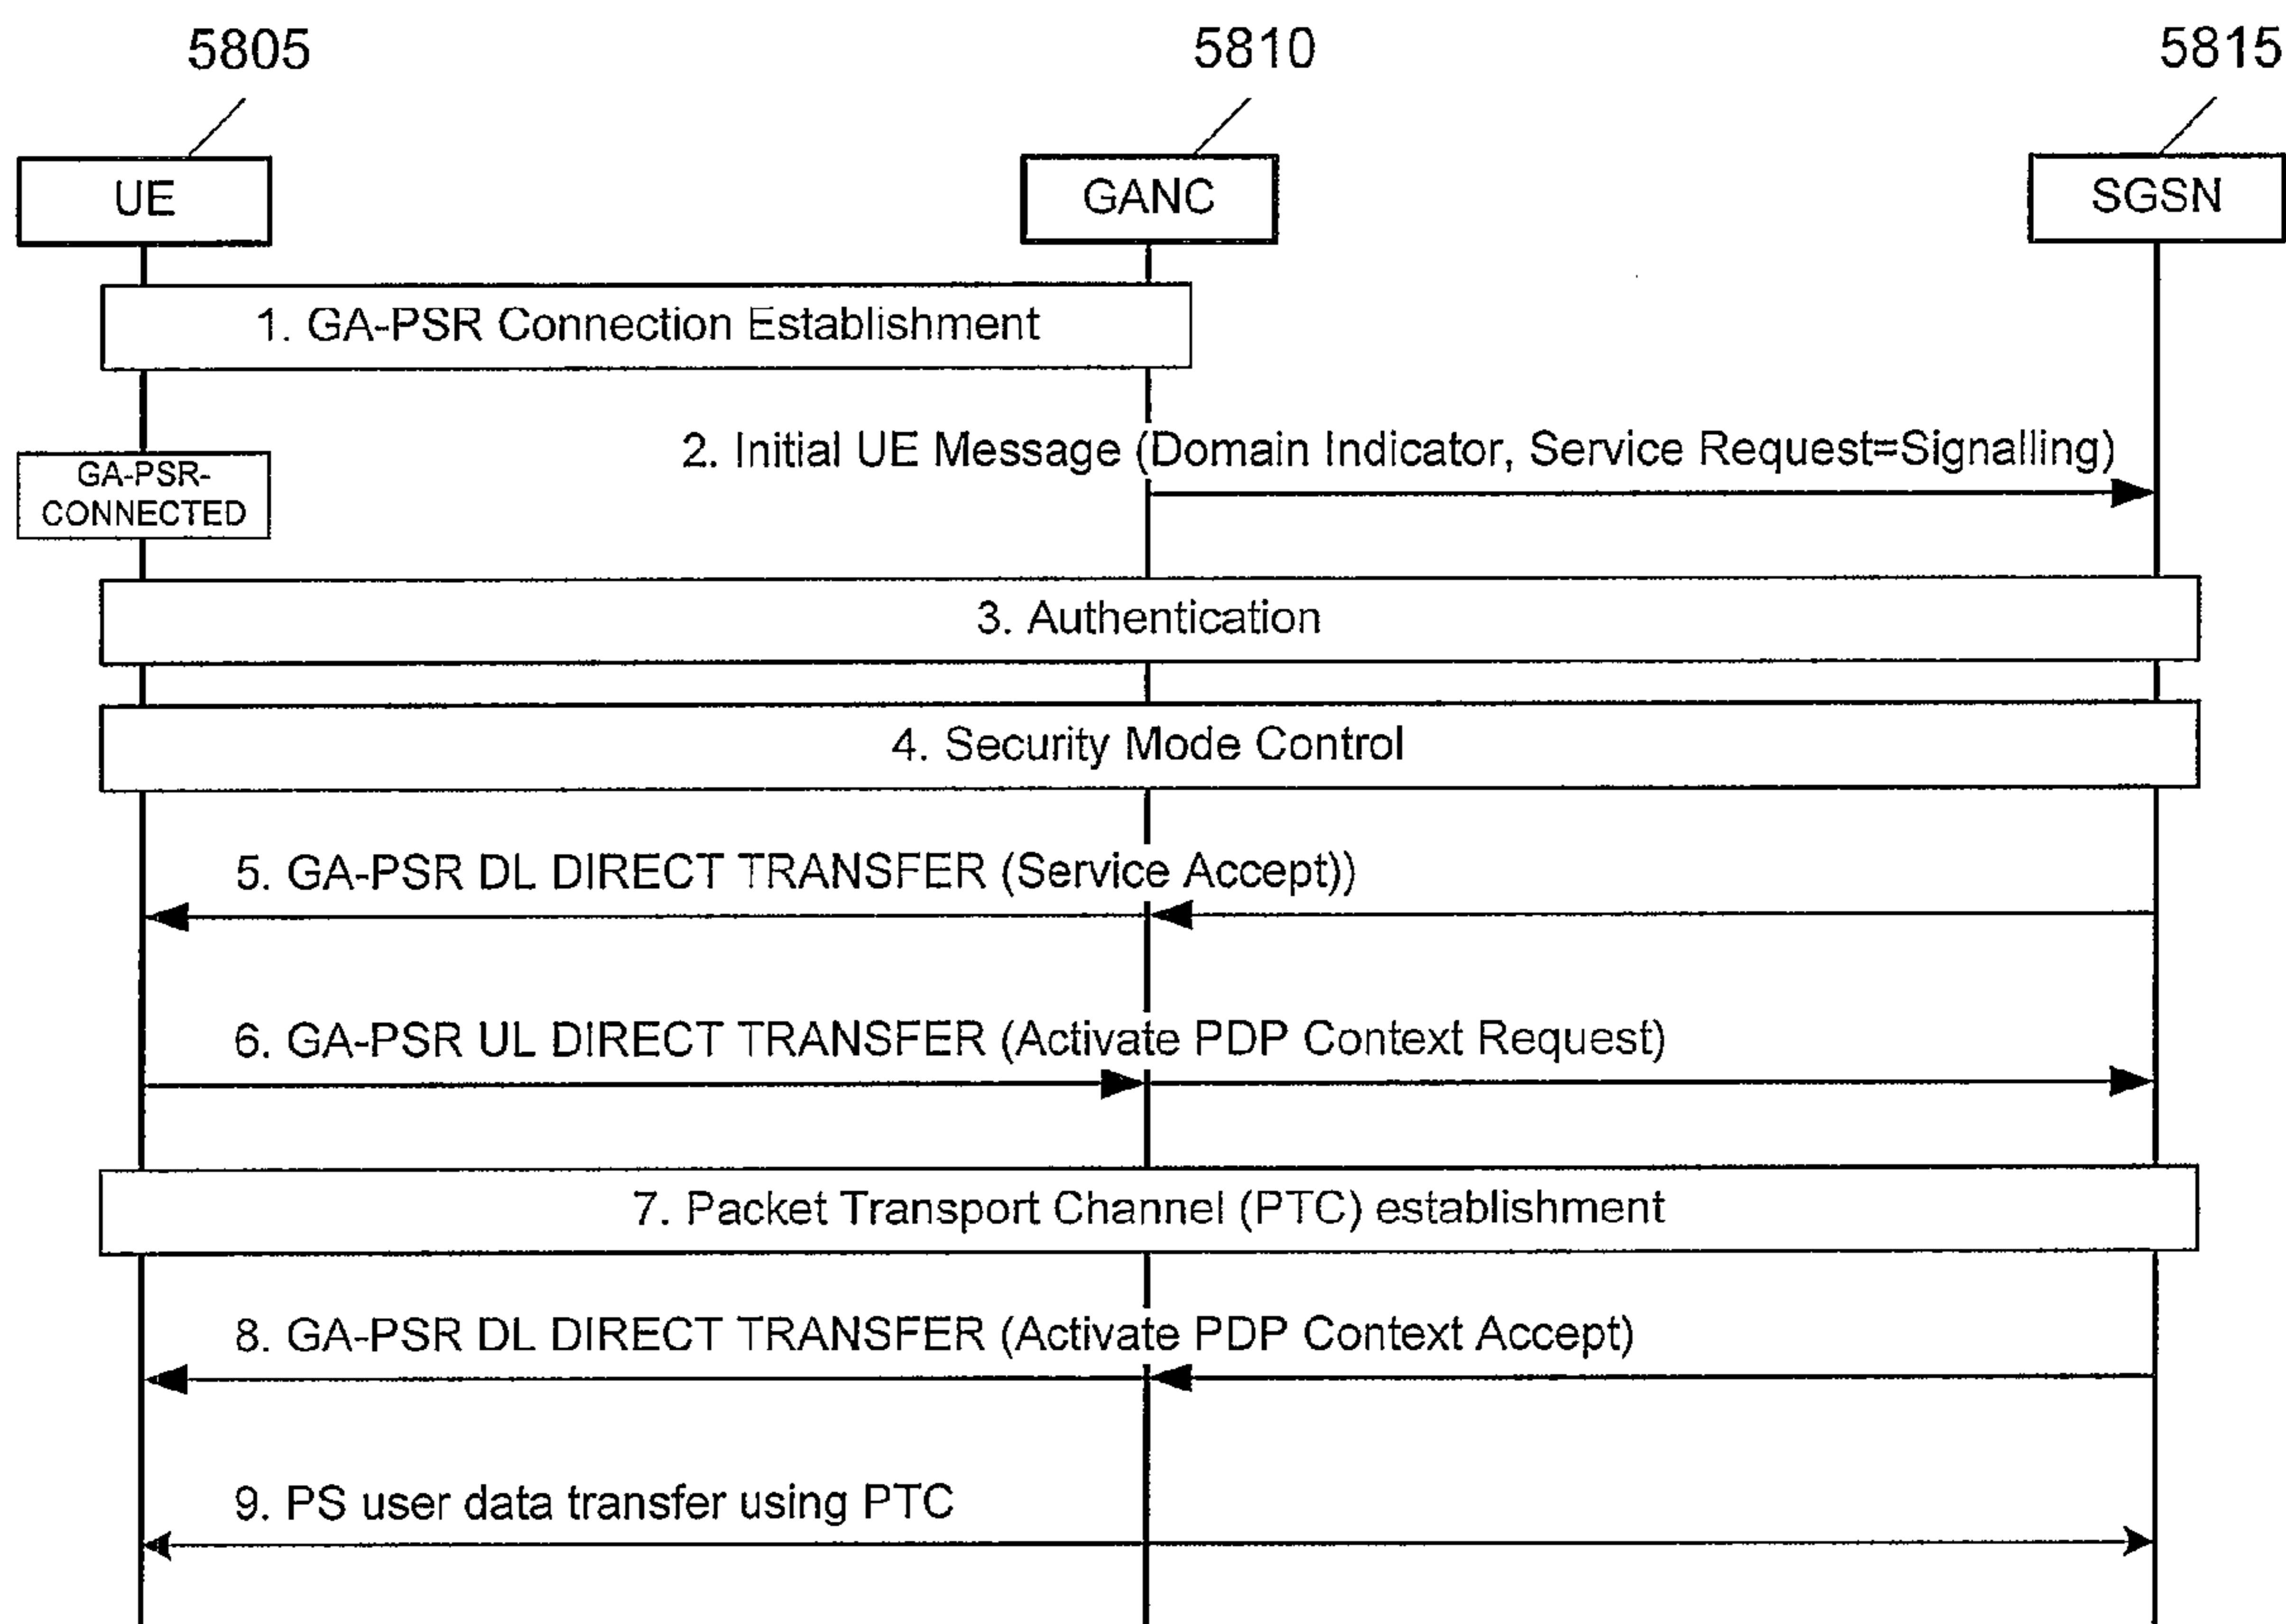 5805
5810
5815
UE
GANC
SGSN
1. GA-PSR Connection Establishment
2. Initial UE Message (Domain Indicator, Service Request=Signalling)
GA-PSR-
CONNECTED
3. Authentication
4. Security Mode Control
5. GA-PSR DL DIRECT TRANSFER (Service Accept))
6. GA-PSR UL DIRECT TRANSFER (Activate PDP Context Request)
7. Packet Transport Channel (PTC) establishment
8. GA-PSR DL DIRECT TRANSFER (Activate PDP Context Accept)
9. PS user data transfer using PTC